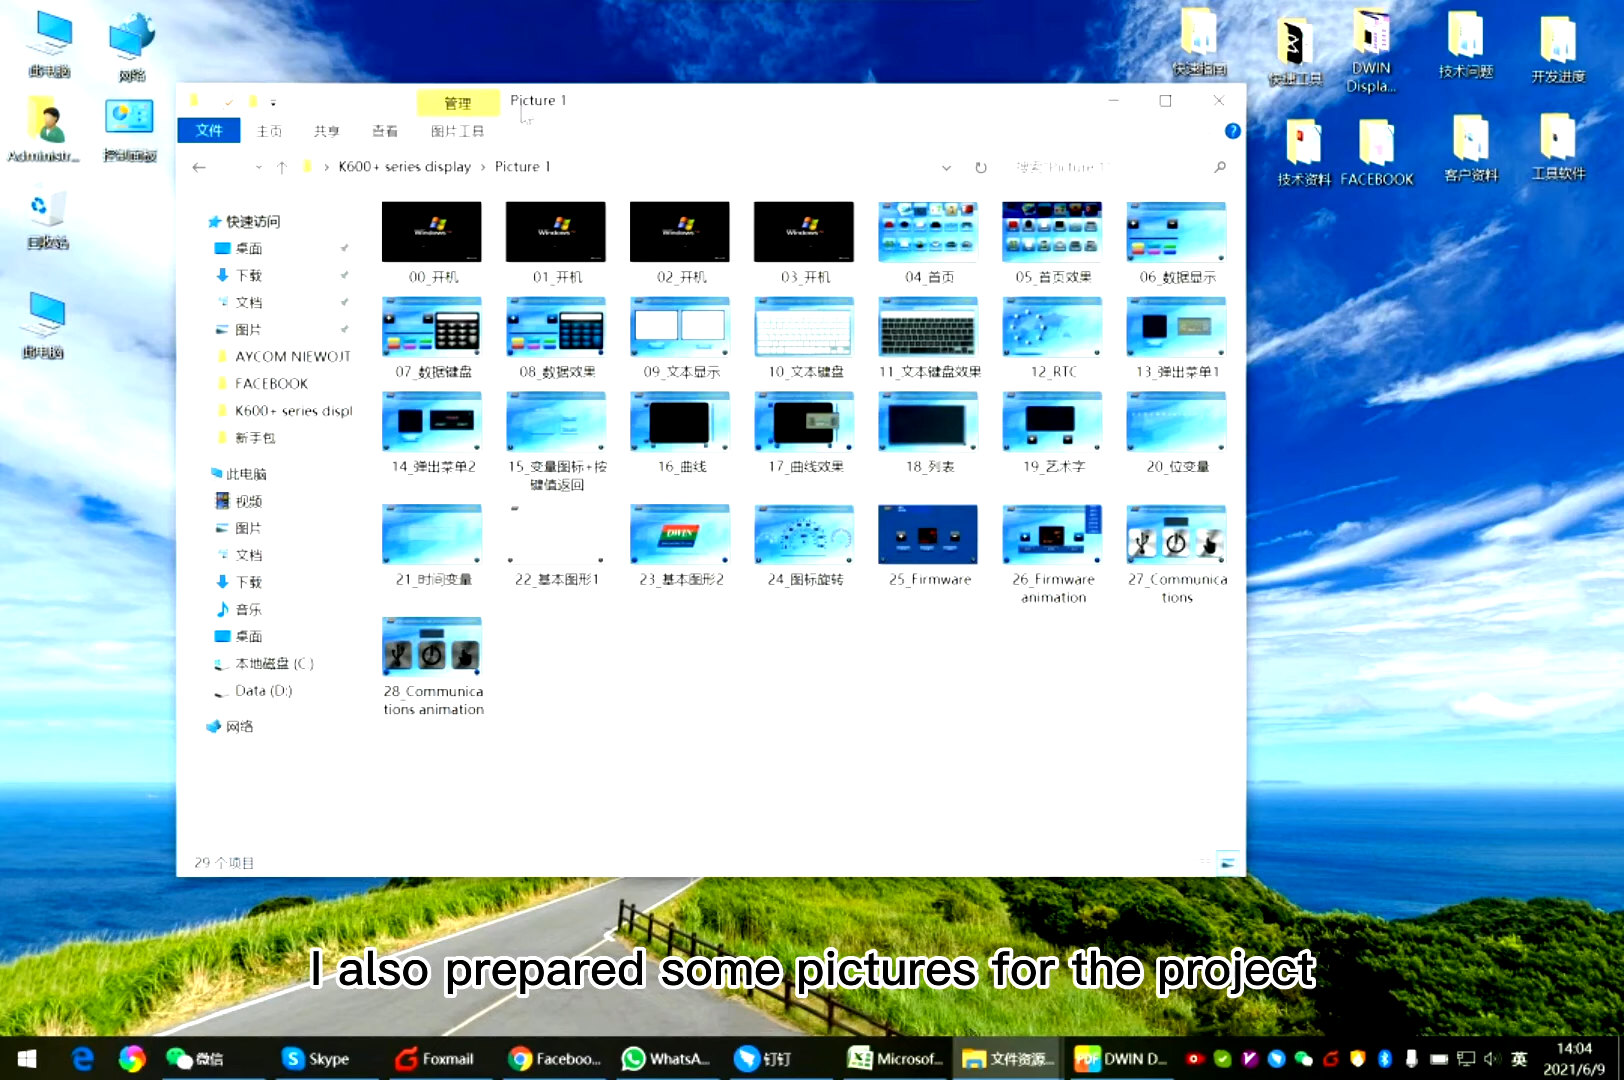 此电脑
网络
Administr...
控制面板
回收站
此电脑
快速指南
快速工具
DWIN
Displa...
技术问题
开发进度
技术资料
FACEBOOK
客户资料
工具软件
管理
Picture 1
文件
主页
共享
查看
图片工具
K600+ series display › Picture 1
搜索"Picture 1"
快速访问
桌面
下载
文档
图片
AYCOM NIEWOJT
FACEBOOK
K600+ series displ
新手包
此电脑
视频
图片
文档
下载
音乐
桌面
本地磁盘 (C:)
Data (D:)
网络
00_开机
01_开机
02_开机
03_开机
04_首页
05_首页效果
06_数据显示
07_数据键盘
08_数据效果
09_文本显示
10_文本键盘
11_文本键盘效果
12_RTC
13_弹出菜单1
14_弹出菜单2
15_变量图标+按
键值返回
16_曲线
17_曲线效果
18_列表
19_艺术字
20_位变量
21_时间变量
22_基本图形1
23_基本图形2
24_图标旋转
25_Firmware
26_Firmware
animation
27_Communica
tions
28_Communica
tions animation
29 个项目
I also prepared some pictures for the project
微信
Skype
Foxmail
Faceboo...
WhatsA...
钉钉
Microsof...
文件资源...
DWIN D...
英
14:04
2021/6/9